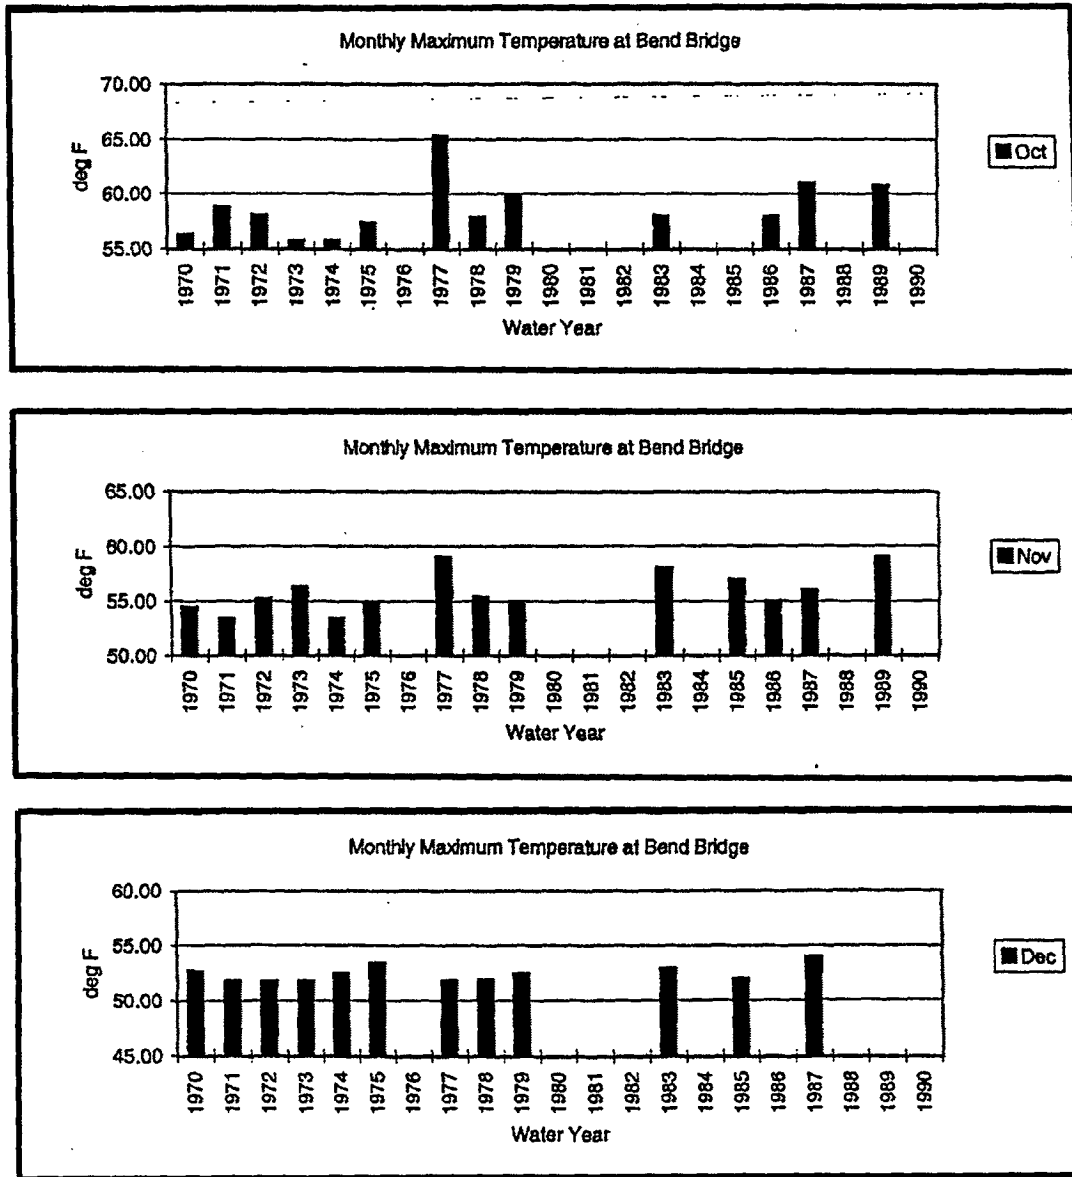 Monthly Maximum Temperature at Bend Bridge
70.00
65.00
60.00
55.00
deg F
1970 1971 1972 1973 1974 1975 1976 1977 1978 1979 1980 1981 1982 1983 1984 1985 1986 1987 1988 1989 1990
Water Year
Oct
Monthly Maximum Temperature at Bend Bridge
65.00
60.00
55.00
50.00
deg F
1970 1971 1972 1973 1974 1975 1976 1977 1978 1979 1980 1981 1982 1983 1984 1985 1986 1987 1988 1989 1990
Water Year
Nov
Monthly Maximum Temperature at Bend Bridge
60.00
55.00
50.00
45.00
deg F
1970 1971 1972 1973 1974 1975 1976 1977 1978 1979 1980 1981 1982 1983 1984 1985 1986 1987 1988 1989 1990
Water Year
Dec